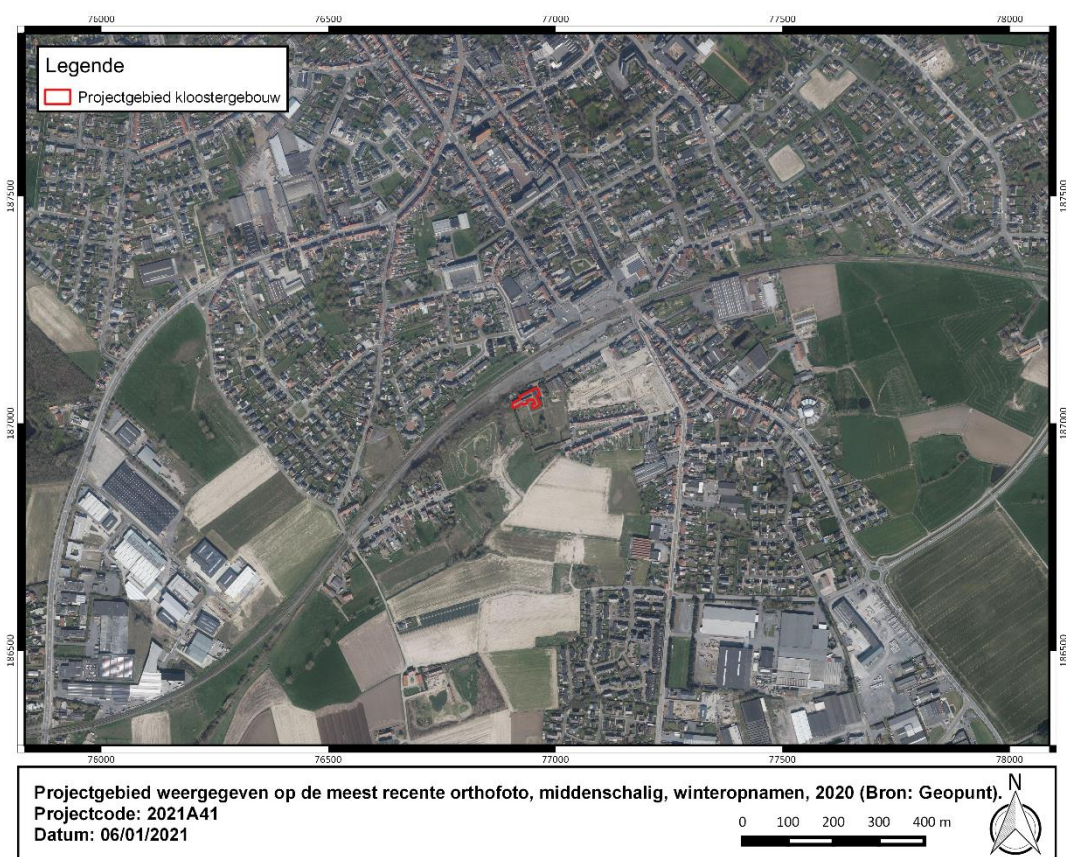 76000 76500 77000 77500 78000
Legende
Projectgebied kloostergebouw
187500 187500
187000 187000
186500 186500
76000 76500 77000 77500 78000
Projectgebied weergegeven op de meest recente orthofoto, middenschalig, winteropnamen, 2020 (Bron: Geopunt).
Projectcode: 2021A41
Datum: 06/01/2021
N
0 100 200 300 400 m